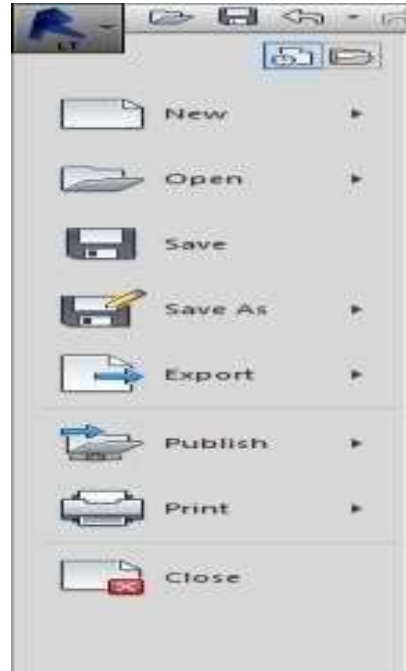 LT
New
Open
Save
Save As
Export
Publish
Print
Close